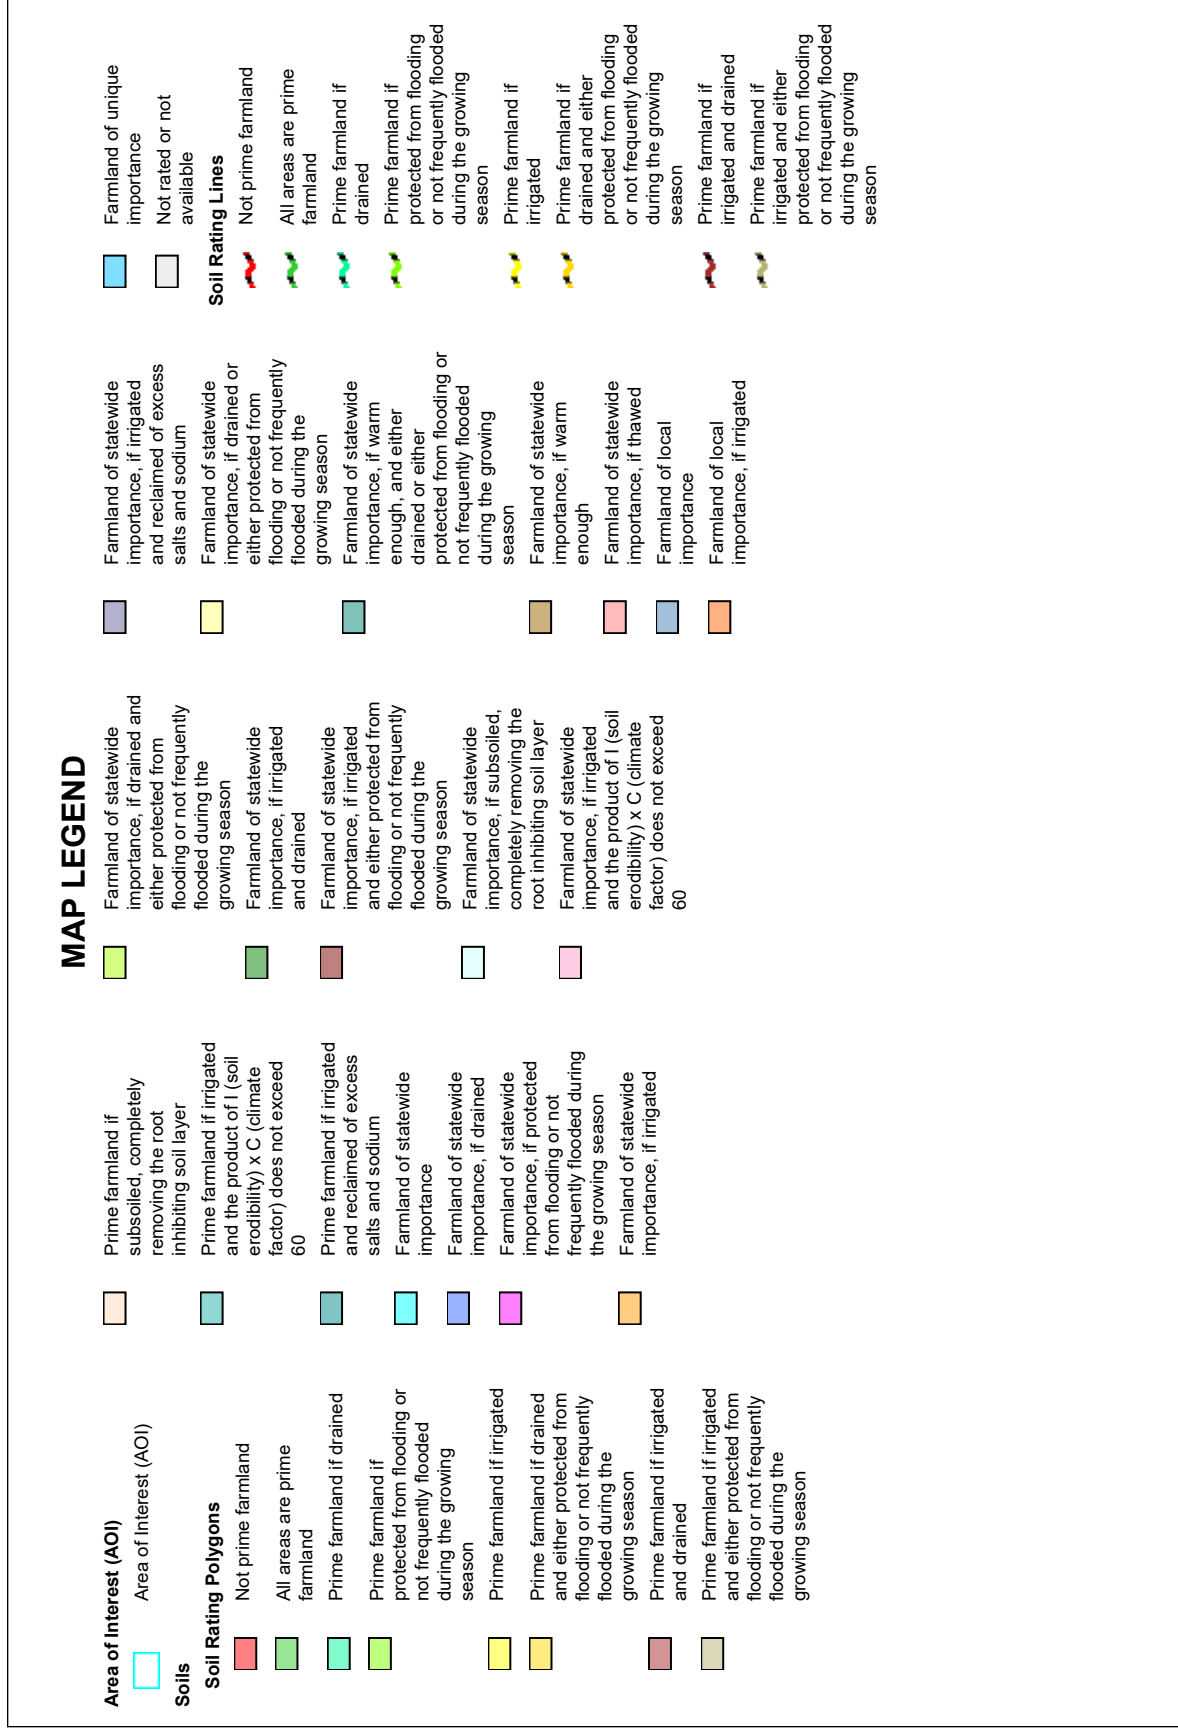 MAP LEGEND
Area of Interest (AOI)
Area of Interest (AOI)
Soils
Soil Rating Polygons
Not prime farmland
All areas are prime
farmland
Prime farmland if drained
Prime farmland if
protected from flooding or
not frequently flooded
during the growing
season
Prime farmland if irrigated
Prime farmland if drained
and either protected from
flooding or not frequently
flooded during the
growing season
Prime farmland if irrigated
and drained
Prime farmland if irrigated
and either protected from
flooding or not frequently
flooded during the
growing season
Prime farmland if
subsoiled, completely
removing the root
inhibiting soil layer
Prime farmland if irrigated
and the product of I (soil
erodibility) x C (climate
factor) does not exceed
60
Prime farmland if irrigated
and reclaimed of excess
salts and sodium
Farmland of statewide
importance
Farmland of statewide
importance, if drained
Farmland of statewide
importance, if protected
from flooding or not
frequently flooded during
the growing season
Farmland of statewide
importance, if irrigated
Farmland of statewide
importance, if drained and
either protected from
flooding or not frequently
flooded during the
growing season
Farmland of statewide
importance, if irrigated
and drained
Farmland of statewide
importance, if irrigated
and either protected from
flooding or not frequently
flooded during the
growing season
Farmland of statewide
importance, if subsoiled,
completely removing the
root inhibiting soil layer
Farmland of statewide
importance, if irrigated
and the product of I (soil
erodibility) x C (climate
factor) does not exceed
60
Farmland of statewide
importance, if irrigated
and reclaimed of excess
salts and sodium
Farmland of statewide
importance, if drained or
either protected from
flooding or not frequently
flooded during the
growing season
Farmland of statewide
importance, if warm
enough, and either
drained or either
protected from flooding or
not frequently flooded
during the growing
season
Farmland of statewide
importance, if warm
enough
Farmland of statewide
importance, if thawed
Farmland of local
importance
Farmland of local
importance, if irrigated
Farmland of unique
importance
Not rated or not
available
Soil Rating Lines
Not prime farmland
All areas are prime
farmland
Prime farmland if
drained
Prime farmland if
protected from flooding
or not frequently flooded
during the growing
season
Prime farmland if
irrigated
Prime farmland if
drained and either
protected from flooding
or not frequently flooded
during the growing
season
Prime farmland if
irrigated and drained
Prime farmland if
irrigated and either
protected from flooding
or not frequently flooded
during the growing
season